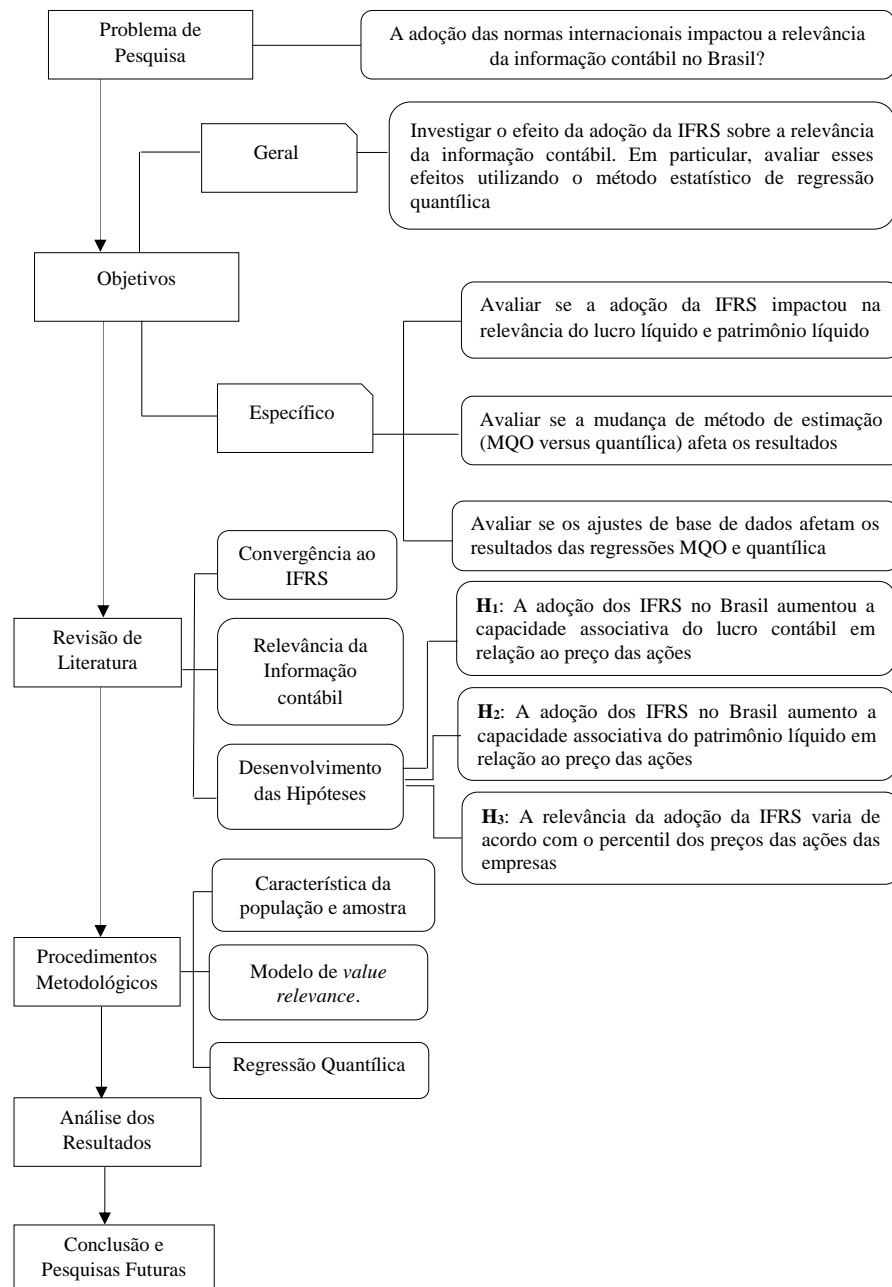 Problema de
Pesquisa
A adoção das normas internacionais impactou a relevância
da informação contábil no Brasil?
Geral
Investigar o efeito da adoção da IFRS sobre a relevância
da informação contábil. Em particular, avaliar esses
efeitos utilizando o método estatístico de regressão
quantílica
Objetivos
Específico
Avaliar se a adoção da IFRS impactou na
relevância do lucro líquido e patrimônio líquido
Avaliar se a mudança de método de estimação
(MQO versus quantílica) afeta os resultados
Avaliar se os ajustes de base de dados afetam os
resultados das regressões MQO e quantílica
Revisão de
Literatura
Convergência ao
IFRS
Relevância da
Informação
contábil
Desenvolvimento
das Hipóteses
H1: A adoção dos IFRS no Brasil aumentou a
capacidade associativa do lucro contábil em
relação ao preço das ações
H2: A adoção dos IFRS no Brasil aumento a
capacidade associativa do patrimônio líquido em
relação ao preço das ações
H3: A relevância da adoção da IFRS varia de
acordo com o percentil dos preços das ações das
empresas
Procedimentos
Metodológicos
Característica da
população e amostra
Modelo de value
relevance.
Regressão Quantílica
Análise dos
Resultados
Conclusão e
Pesquisas Futuras